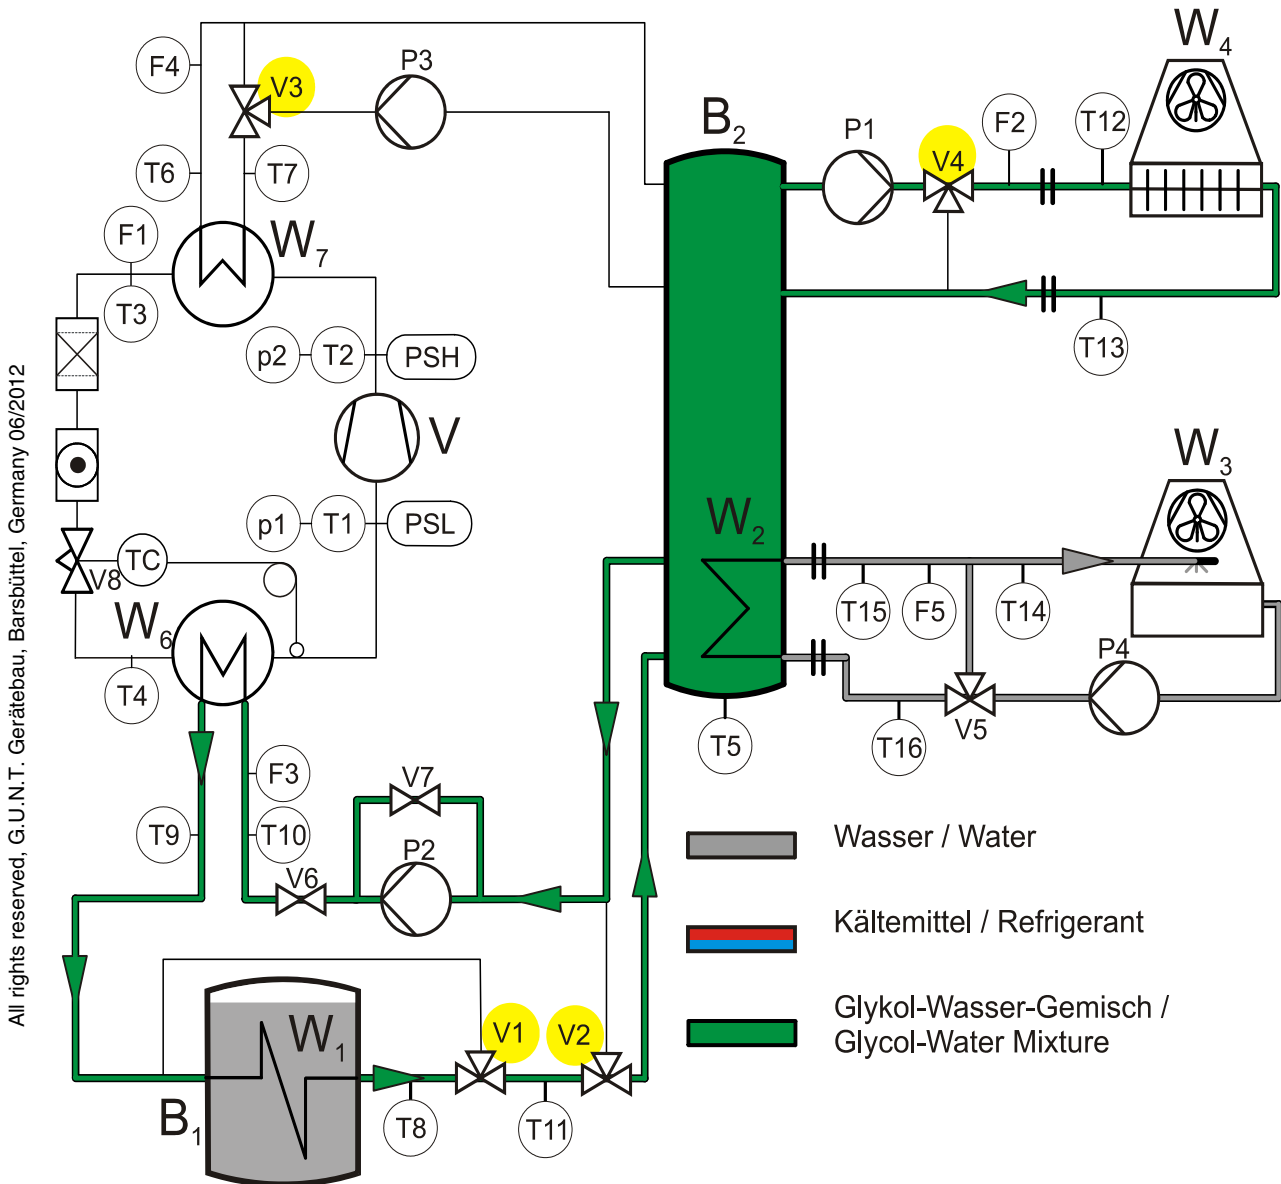 W4
F4
V3
P3
B2
P1
V4
F2
T12
T6
T7
W7
F1
T3
T13
p2
T2
PSH
V
W3
p1
T1
PSL
W2
TC
V8
W6
T15
F5
T14
T4
P4
V5
T16
T5
F3
V7
T9
T10
P2
V6
Wasser / Water
Kältemittel / Refrigerant
Glykol-Wasser-Gemisch /
Glycol-Water Mixture
W1
V1
V2
B1
T8
T11
All rights reserved, G.U.N.T. Gerätebau, Barsbüttel, Germany 06/2012